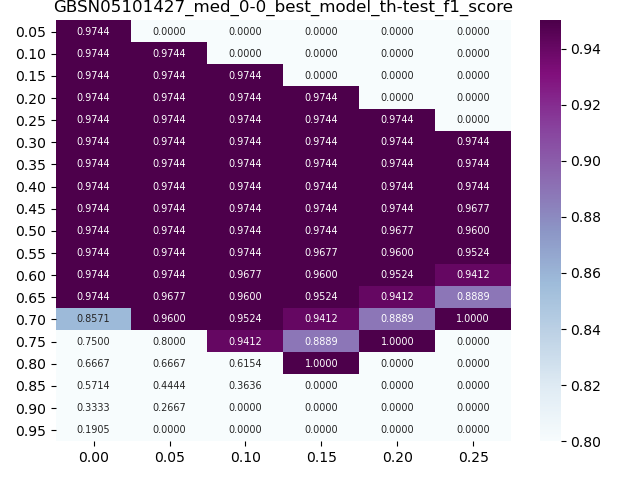 GBSN05101427_med_0-0_best_model_th-test_f1_score
0.05 0.9744 0.0000 0.0000 0.0000 0.0000 0.0000
0.10 0.9744 0.9744 0.0000 0.0000 0.0000 0.0000
0.15 0.9744 0.9744 0.9744 0.0000 0.0000 0.0000
0.20 0.9744 0.9744 0.9744 0.9744 0.0000 0.0000
0.25 0.9744 0.9744 0.9744 0.9744 0.9744 0.0000
0.30 0.9744 0.9744 0.9744 0.9744 0.9744 0.9744
0.35 0.9744 0.9744 0.9744 0.9744 0.9744 0.9744
0.40 0.9744 0.9744 0.9744 0.9744 0.9744 0.9744
0.45 0.9744 0.9744 0.9744 0.9744 0.9744 0.9677
0.50 0.9744 0.9744 0.9744 0.9744 0.9677 0.9600
0.55 0.9744 0.9744 0.9744 0.9677 0.9600 0.9524
0.60 0.9744 0.9744 0.9677 0.9600 0.9524 0.9412
0.65 0.9744 0.9677 0.9600 0.9524 0.9412 0.8889
0.70 0.8571 0.9600 0.9524 0.9412 0.8889 1.0000
0.75 0.7500 0.8000 0.9412 0.8889 1.0000 0.0000
0.80 0.6667 0.6667 0.6154 1.0000 0.0000 0.0000
0.85 0.5714 0.4444 0.3636 0.0000 0.0000 0.0000
0.90 0.3333 0.2667 0.0000 0.0000 0.0000 0.0000
0.95 0.1905 0.0000 0.0000 0.0000 0.0000 0.0000
0.00 0.05 0.10 0.15 0.20 0.25
0.94
0.92
0.90
0.88
0.86
0.84
0.82
0.80